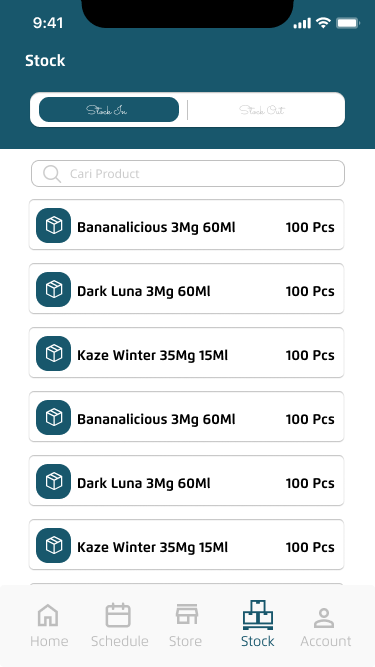 9:41
Stock
Stock In
Stock Out
Cari Product
Bananalicious 3Mg 60Ml 100 Pcs
Dark Luna 3Mg 60Ml 100 Pcs
Kaze Winter 35Mg 15Ml 100 Pcs
Bananalicious 3Mg 60Ml 100 Pcs
Dark Luna 3Mg 60Ml 100 Pcs
Kaze Winter 35Mg 15Ml 100 Pcs
Home Schedule Store Stock Account